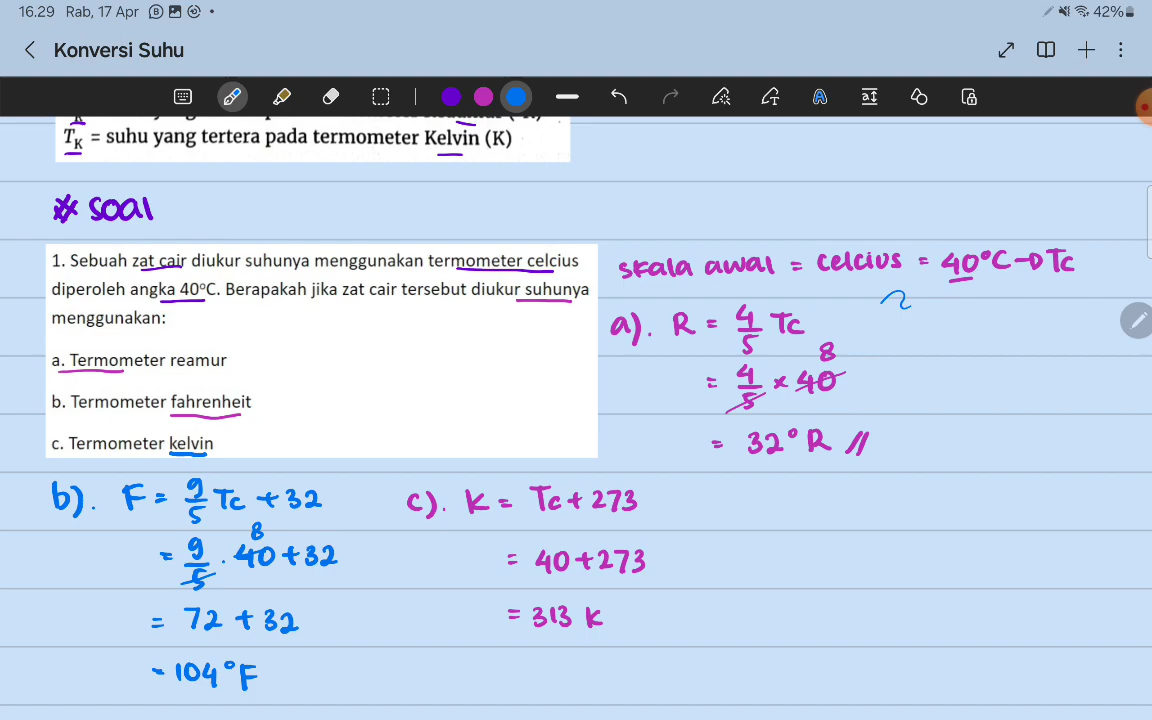 16.29 Rab, 17 Apr
42%
Konversi Suhu
T_K = suhu yang tertera pada termometer Kelvin (K)
# SOAL
1. Sebuah zat cair diukur suhunya menggunakan termometer celcius
diperoleh angka 40°C. Berapakah jika zat cair tersebut diukur suhunya
menggunakan:
a. Termometer reamur
b. Termometer fahrenheit
c. Termometer kelvin
skala awal = celcius = 40°C → Tc
a). R = 4/5 Tc
8
= 4/5 × 40
= 32°R //
b). F = 9/5 Tc + 32
8
= 9/5 . 40 + 32
= 72 + 32
= 104°F
c). K = Tc + 273
= 40 + 273
= 313 K